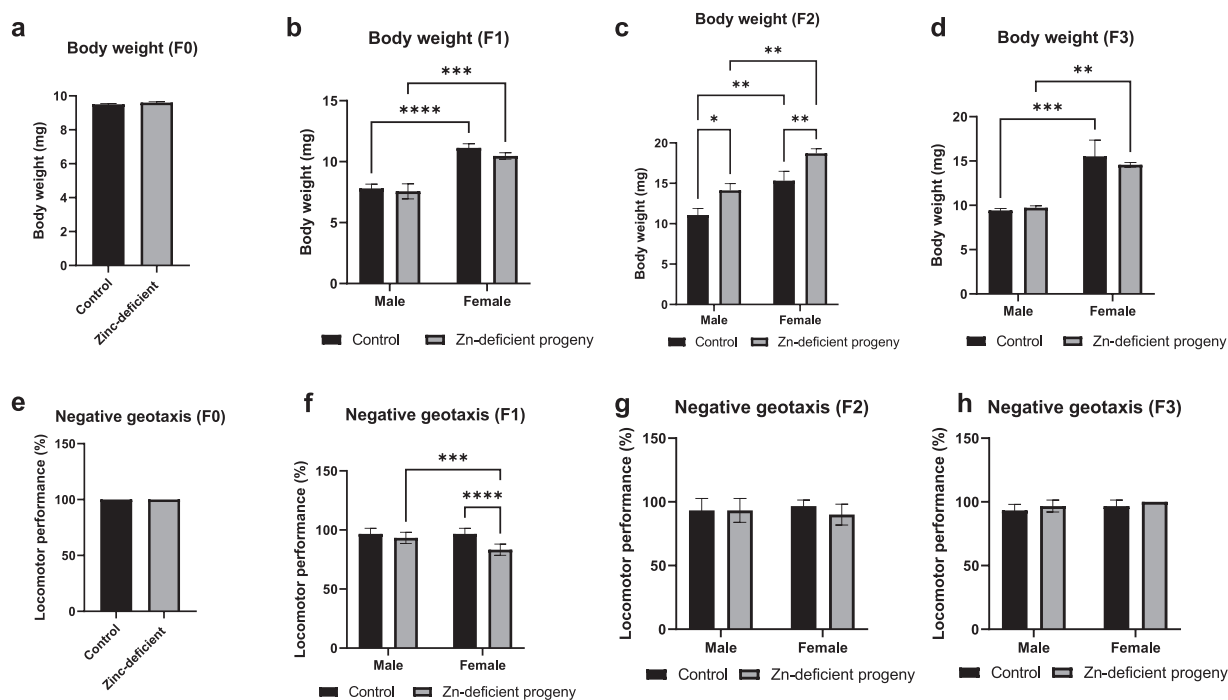 a
Body weight (F0)
Body weight (mg)
10
8
6
4
2
0
Control
Zinc-deficient
b
Body weight (F1)
Body weight (mg)
15
10
5
0
***
****
Male
Female
Control
Zn-deficient progeny
c
Body weight (F2)
Body weight (mg)
20
15
10
5
0
**
**
*
**
Male
Female
Control
Zn-deficient progeny
d
Body weight (F3)
Body weight (mg)
20
15
10
5
0
**
***
Male
Female
Control
Zn-deficient progeny
e
Negative geotaxis (F0)
Locomotor performance (%)
150
100
50
0
Control
Zinc-deficient
f
Negative geotaxis (F1)
Locomotor performance (%)
150
100
50
0
***
****
Male
Female
Control
Zn-deficient progeny
g
Negative geotaxis (F2)
Locomotor performance (%)
150
100
50
0
Male
Female
Control
Zn-deficient progeny
h
Negative geotaxis (F3)
Locomotor performance (%)
150
100
50
0
Male
Female
Control
Zn-deficient progeny